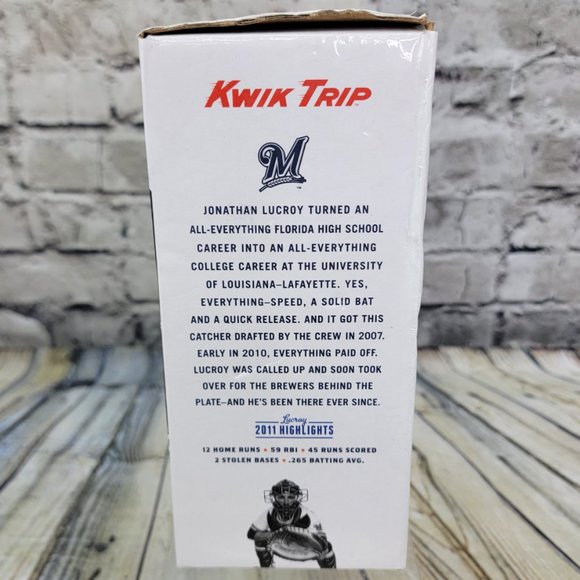 KWIK TRIP
M
JONATHAN LUCROY TURNED AN
ALL-EVERYTHING FLORIDA HIGH SCHOOL
CAREER INTO AN ALL-EVERYTHING
COLLEGE CAREER AT THE UNIVERSITY
OF LOUISIANA–LAFAYETTE. YES,
EVERYTHING–SPEED, A SOLID BAT
AND A QUICK RELEASE. AND IT GOT THIS
CATCHER DRAFTED BY THE CREW IN 2007.
EARLY IN 2010, EVERYTHING PAID OFF.
LUCROY WAS CALLED UP AND SOON TOOK
OVER FOR THE BREWERS BEHIND THE
PLATE–AND HE'S BEEN THERE EVER SINCE.
Lucroy
2011 HIGHLIGHTS
12 HOME RUNS ★ 59 RBI ★ 45 RUNS SCORED
2 STOLEN BASES ★ .265 BATTING AVG.